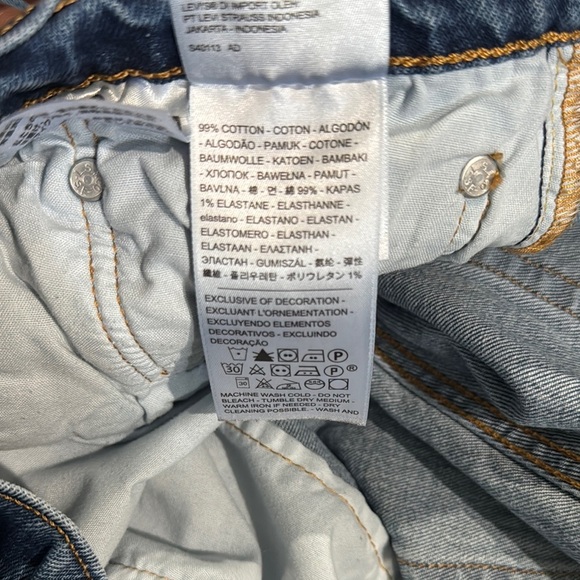 LEVI'S® DI IMPORT OLEH:
PT LEVI STRAUSS INDONESIA
JAKARTA - INDONESIA
S49113 AD
99% COTTON - COTON - ALGODÓN
- ALGODÃO - PAMUK - COTONE -
BAUMWOLLE - KATOEN - BAMBAKI
- ХЛОПОК - BAWEŁNA - PAMUT -
BAVLNA - 棉 - 면 - 綿 99% - KAPAS
1% ELASTANE - ELASTHANNE -
elastano - ELASTANO - ELASTAN -
ELASTOMERO - ELASTHAN -
ELASTAAN - ΕΛΑΣΤΑΝΗ -
ЭЛАСТАН - GUMISZÁL - 氨纶 - 彈性
纖維 - 폴리우레탄 - ポリウレタン 1%
EXCLUSIVE OF DECORATION -
EXCLUANT L'ORNEMENTATION -
EXCLUYENDO ELEMENTOS
DECORATIVOS - EXCLUINDO
DECORAÇÃO
P
30 P ®
30
MACHINE WASH COLD - DO NOT
BLEACH - TUMBLE DRY MEDIUM -
WARM IRON IF NEEDED - DRY
CLEANING POSSIBLE. - WASH AND